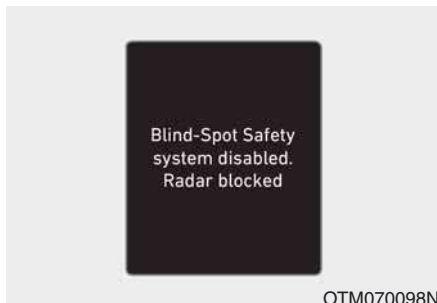 Blind-Spot Safety
system disabled.
Radar blocked
OTM070098N